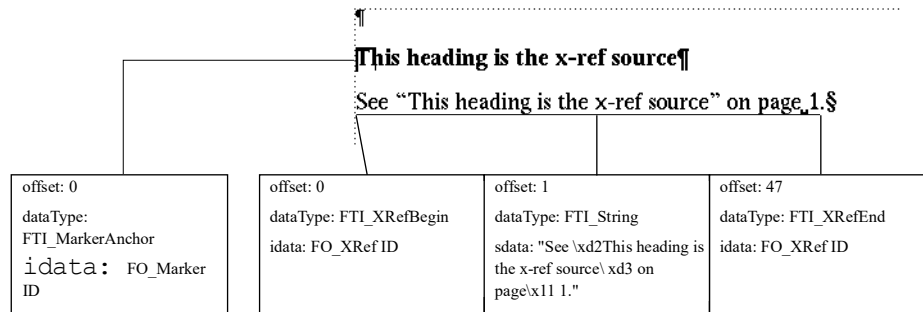 ¶
This heading is the x-ref source¶
See “This heading is the x-ref source” on page 1.§
offset: 0
dataType:
FTI_MarkerAnchor
idata: FO_Marker
ID
offset: 0
dataType: FTI_XRefBegin
idata: FO_XRef ID
offset: 1
dataType: FTI_String
sdata: "See \xd2This heading is
the x-ref source\ xd3 on
page\x11 1."
offset: 47
dataType: FTI_XRefEnd
idata: FO_XRef ID